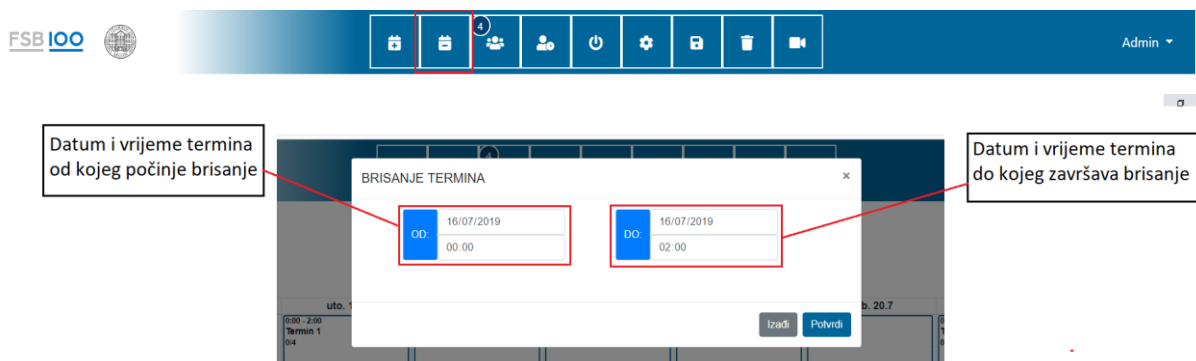 FSB 100
4
Admin
Datum i vrijeme termina
od kojeg počinje brisanje
Datum i vrijeme termina
do kojeg završava brisanje
4
BRISANJE TERMINA
×
OD:
16/07/2019
00:00
DO:
16/07/2019
02:00
Izađi
Potvrdi
uto. 1
b. 20.7
0:00 - 2:00
Termin 1
0/4